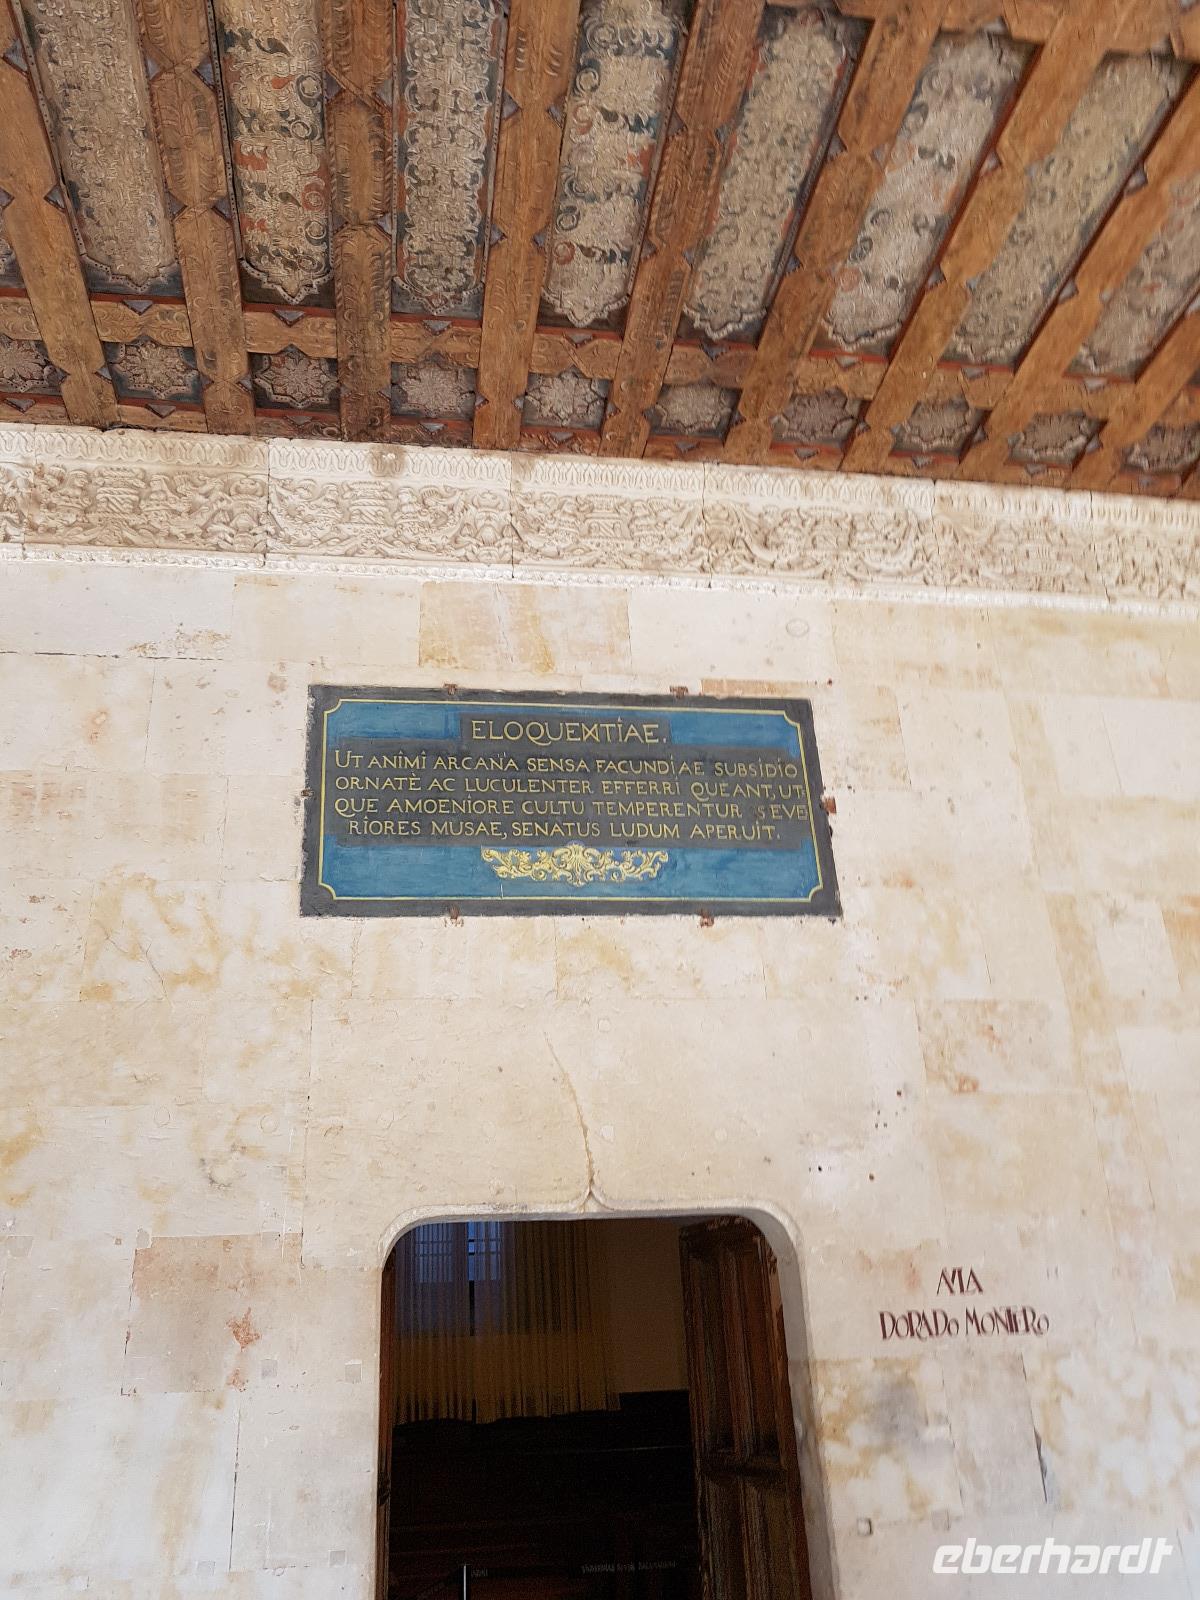 ELOQUENTIAE.
UT ANIMI ARCANA SENSA FACUNDIAE SUBSIDIO
ORNATÈ AC LUCULENTER EFFERRI QUEANT, UT-
QUE AMOENIORE CULTU TEMPERENTUR SEVE
RIORES MUSAE, SENATUS LUDUM APERUIT.
AVLA
DORADO MONTERO
eberhardt